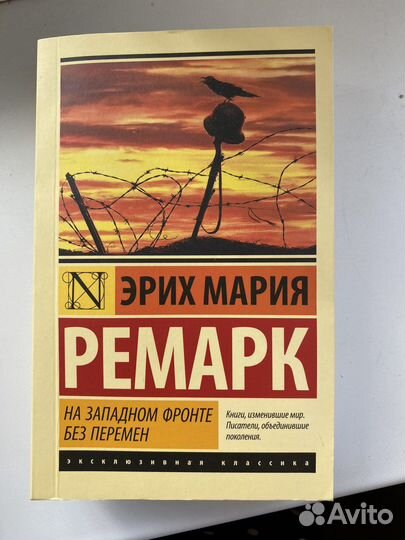 N
ЭРИХ МАРИЯ
РЕМАРК
НА ЗАПАДНОМ ФРОНТЕ
БЕЗ ПЕРЕМЕН
Книги, изменившие мир.
Писатели, объединившие
поколения.
эксклюзивная классика
Avito